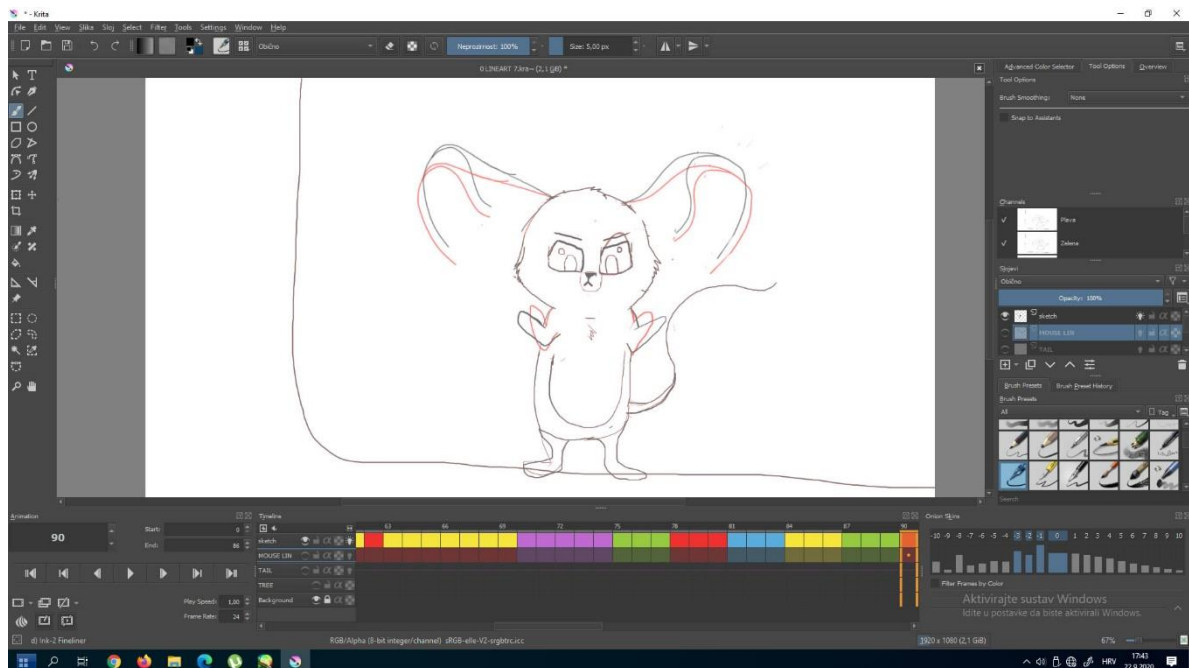 * - Krita
File Edit View Slika Sloj Select Filter Tools Settings Window Help
Obično
Neprozirnost: 100%
Size: 5,00 px
0 LINEART 7.kra— (2,1 GiB) *
Advanced Color Selector Tool Options Overview
Tool Options
Brush Smoothing: None
Snap to Assistants
Channels
Plava
Zelena
Slojevi
Obično
Opacity: 100%
sketch
MOUSE LIN
TAIL
Brush Presets Brush Preset History
Brush Presets
All Tag
Search
Animation
90
Start: 0
End: 86
Play Speed: 1,00
Frame Rate: 24
Timeline
63 66 69 72 75 78 81 84 87 90
sketch
MOUSE LIN
TAIL
TREE
Background
Onion Skins
-10 -9 -8 -7 -6 -5 -4 -3 -2 -1 0 1 2 3 4 5 6 7 8 9 10
Filter Frames by Color
Aktivirajte sustav Windows
Idite u postavke da biste aktivirali Windows.
d) Ink-2 Fineliner
RGB/Alpha (8-bit integer/channel) sRGB-elle-V2-srgbtrc.icc
1920 x 1080 (2,1 GiB)
67%
HRV
17:43
22.9.2020.